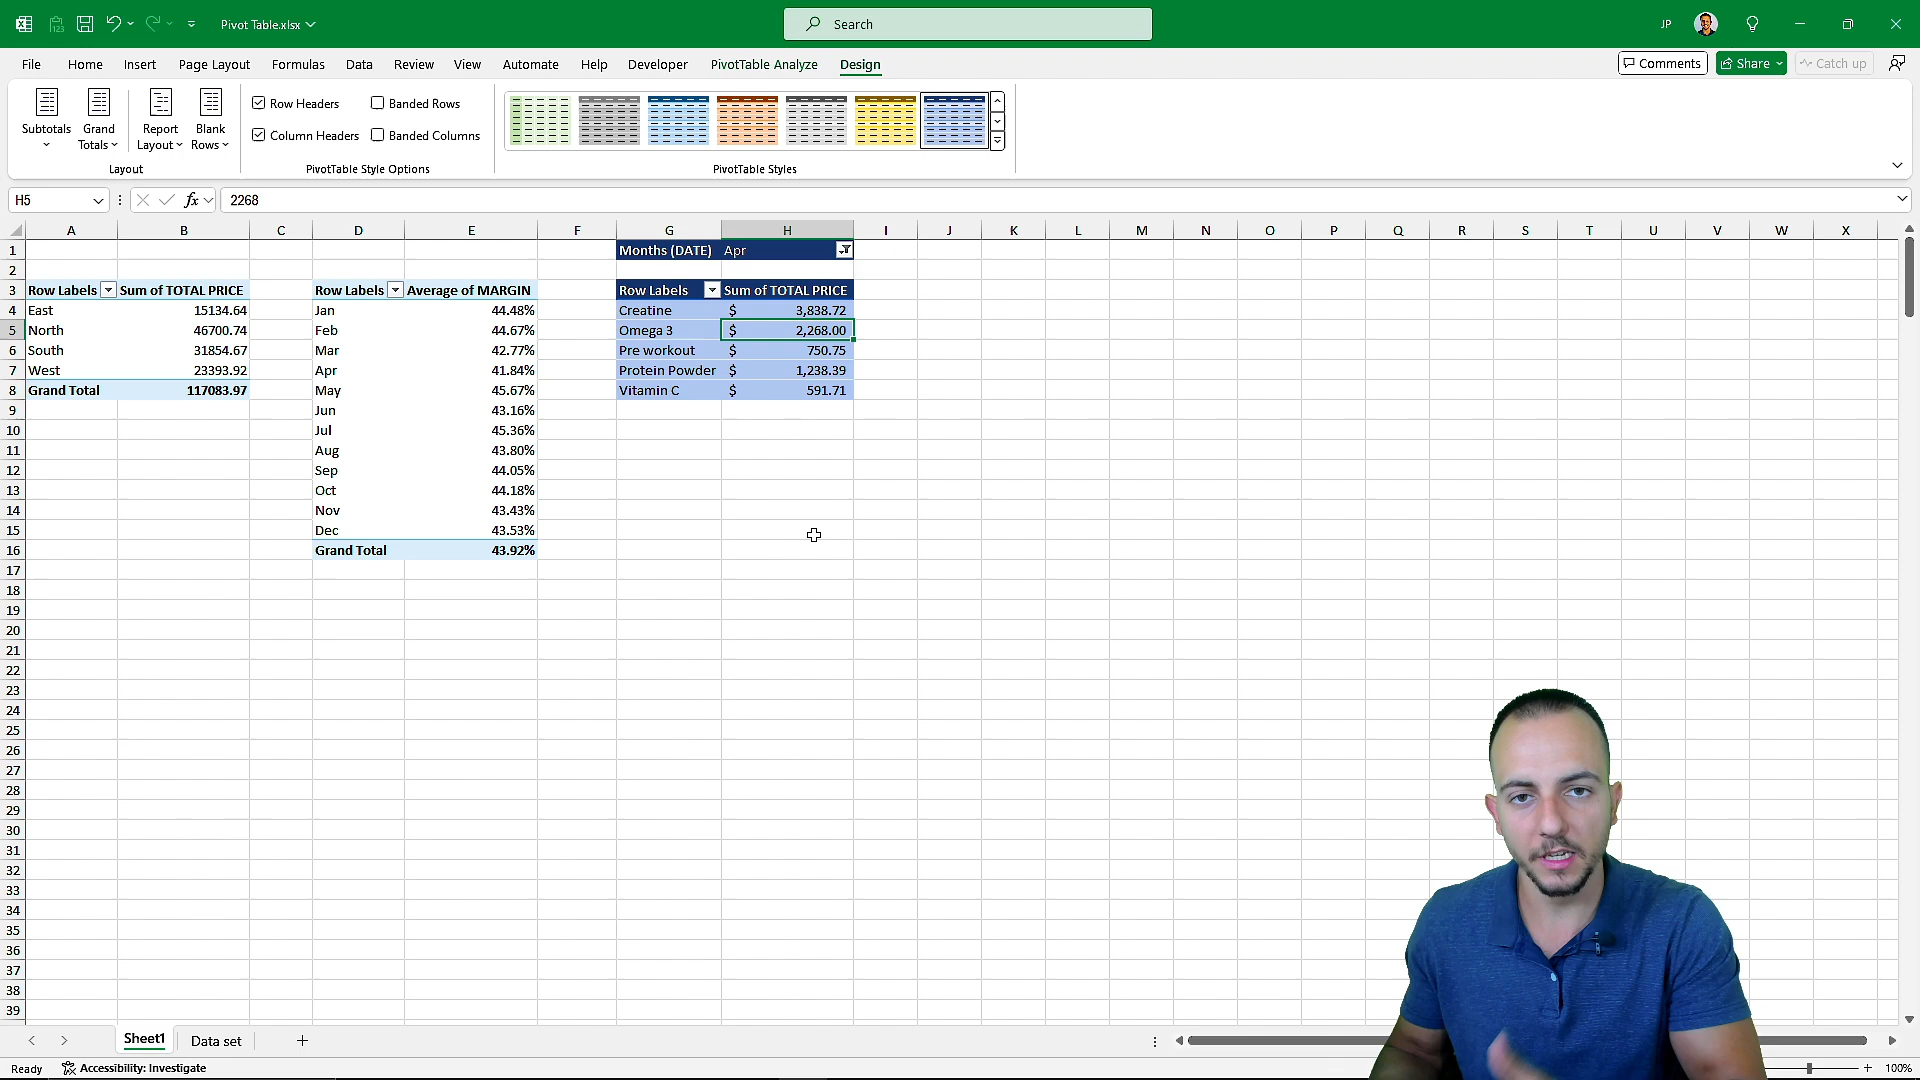 Pivot Table.xlsx
Search
JP
File Home Insert Page Layout Formulas Data Review View Automate Help Developer PivotTable Analyze Design
Comments Share Catch up
Subtotals Grand Totals Report Layout Blank Rows
Row Headers Banded Rows
Column Headers Banded Columns
Layout PivotTable Style Options PivotTable Styles
H5 fx 2268
A B C D E F G H I J K L M N O P Q R S T U V W X
1 Months (DATE) Apr
2
3 Row Labels Sum of TOTAL PRICE Row Labels Average of MARGIN Row Labels Sum of TOTAL PRICE
4 East 15134.64 Jan 44.48% Creatine $ 3,838.72
5 North 46700.74 Feb 44.67% Omega 3 $ 2,268.00
6 South 31854.67 Mar 42.77% Pre workout $ 750.75
7 West 23393.92 Apr 41.84% Protein Powder $ 1,238.39
8 Grand Total 117083.97 May 45.67% Vitamin C $ 591.71
9 Jun 43.16%
10 Jul 45.36%
11 Aug 43.80%
12 Sep 44.05%
13 Oct 44.18%
14 Nov 43.43%
15 Dec 43.53%
16 Grand Total 43.92%
17
18
19
20
21
22
23
24
25
26
27
28
29
30
31
32
33
34
35
36
37
38
39
Sheet1 Data set
Ready Accessibility: Investigate 100%